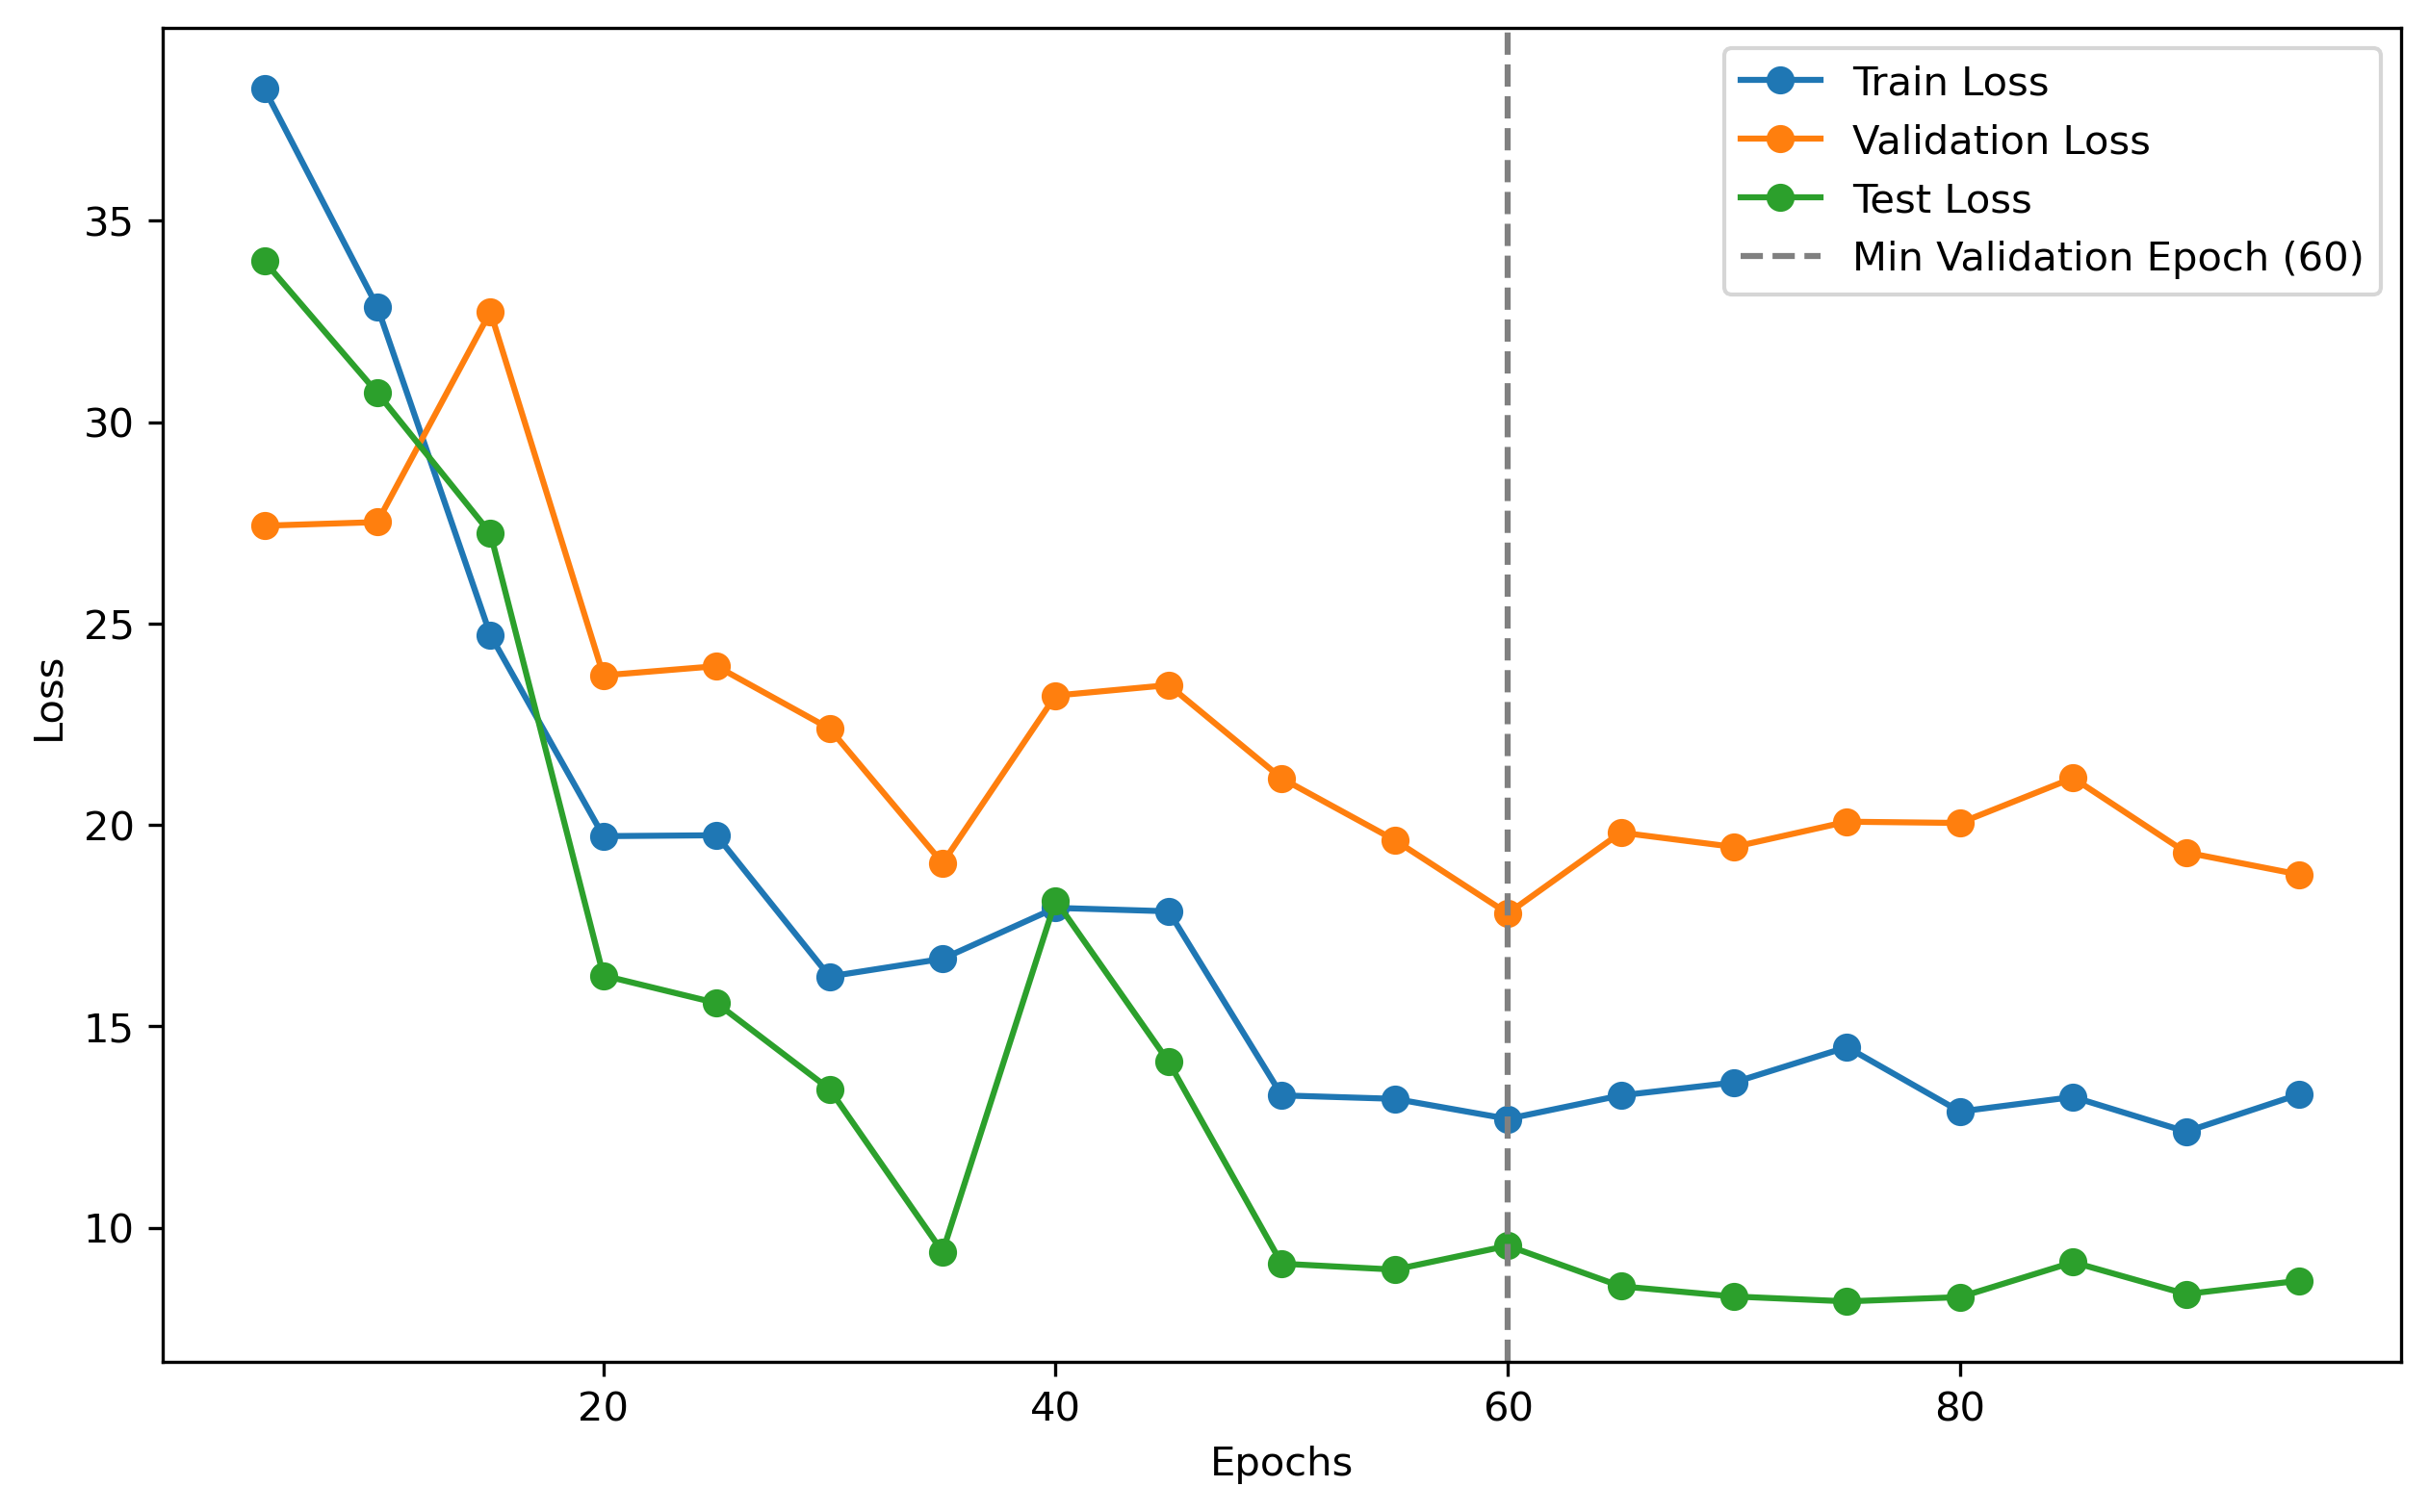 Train Loss
Validation Loss
Test Loss
Min Validation Epoch (60)
35
30
25
20
15
10
Loss
20 40 60 80
Epochs